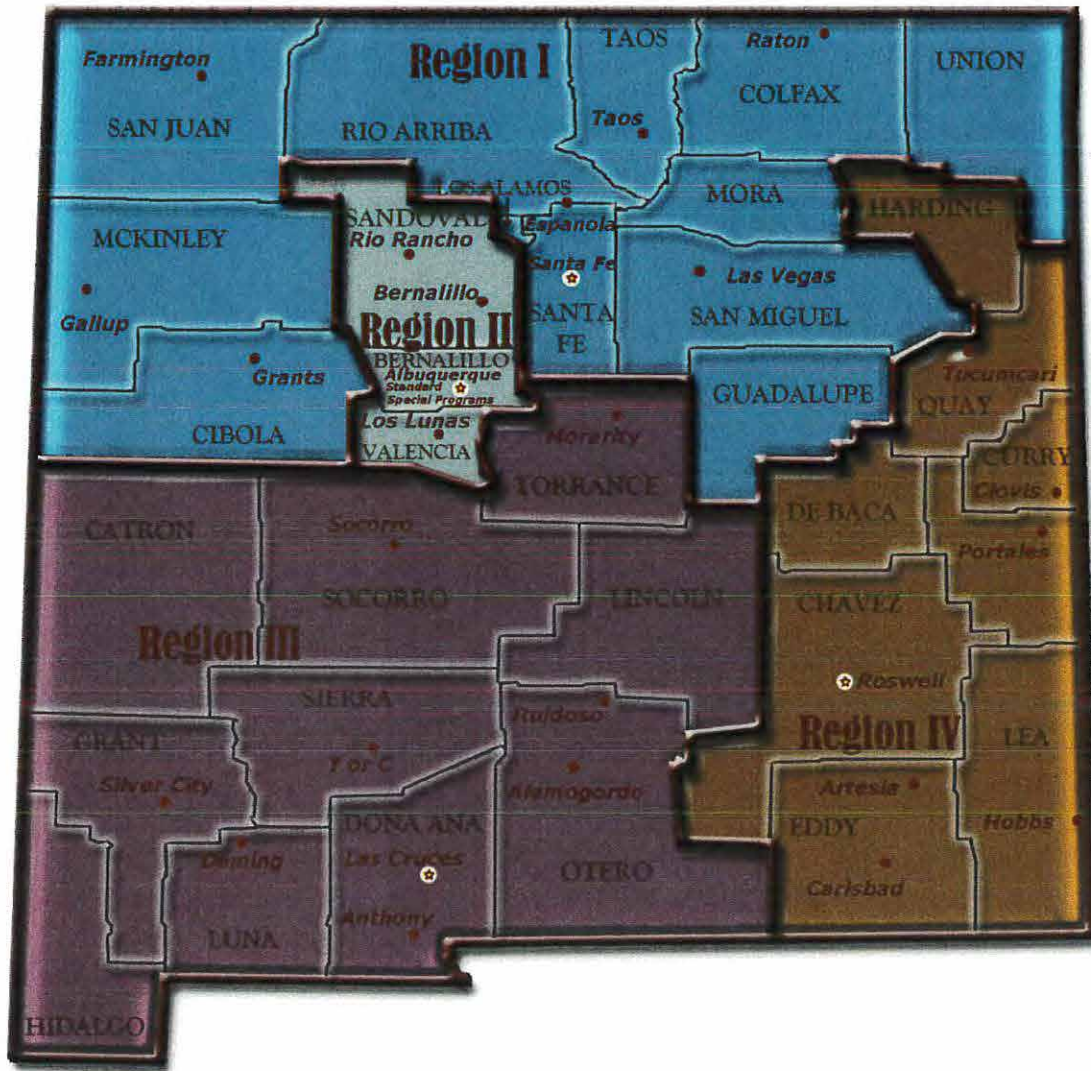 TAOS
Raton
Farmington
Region I
UNION
COLFAX
SAN JUAN
RIO ARRIBA
Taos
LOS ALAMOS
MORA
HARDING
SANDOVAL
Espanola
MCKINLEY
Rio Rancho
Santa Fe
Las Vegas
Bernalillo
Gallup
Region II
SANTA
FE
SAN MIGUEL
BERNALILLO
Grants
Albuquerque
Standard
Special Programs
Tucumcari
GUADALUPE
QUAY
Los Lunas
CIBOLA
VALENCIA
Morarity
CURRY
TORRANCE
Clovis
CATRON
Socorro
DE BACA
Portales
SOCORRO
LINCOLN
CHAVEZ
Region III
Roswell
SIERRA
Ruidoso
Region IV
LEA
GRANT
T or C
Silver City
Alamogordo
Artesia
DONA ANA
EDDY
Hobbs
Deming
Las Cruces
OTERO
Carlsbad
Anthony
LUNA
HIDALGO